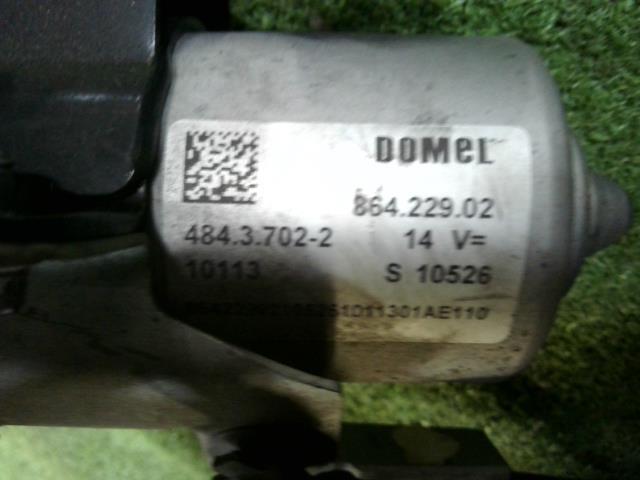 DOMEL
864.229.02
484.3.702-2 14 V=
10113 S 10526